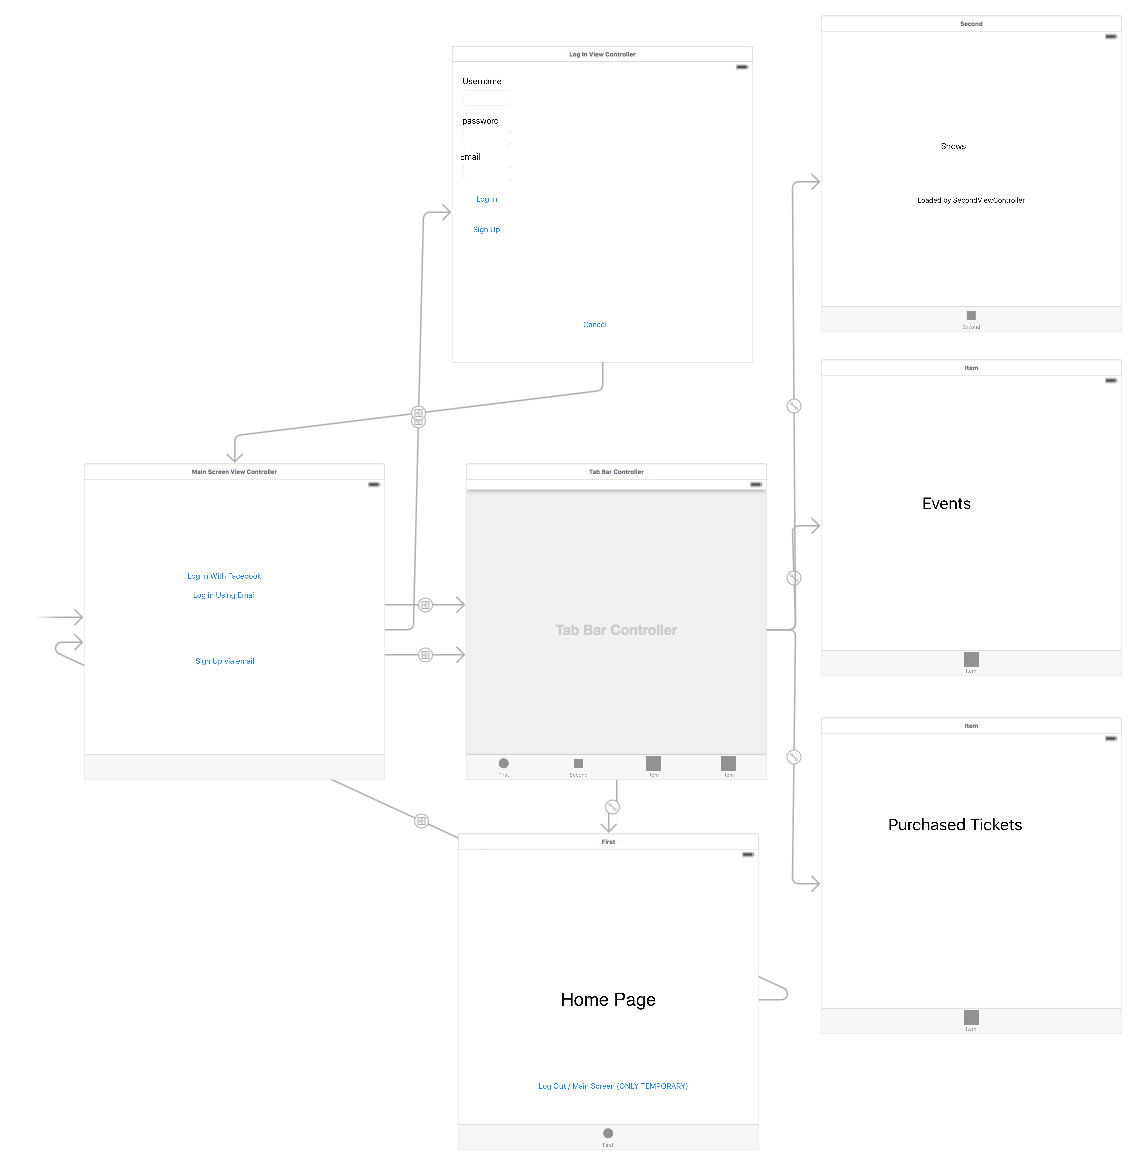 Second
Shows
Loaded by SecondViewController
Second
Log In View Controller
Username
password
Email
Log in
Sign Up
Cancel
Item
Events
Item
Main Screen View Controller
Log in With Facebook
Log in Using Email
Sign Up via email
Tab Bar Controller
Tab Bar Controller
First
Second
Item
Item
Item
Purchased Tickets
Item
First
Home Page
Log Out / Main Screen (ONLY TEMPORARY)
First